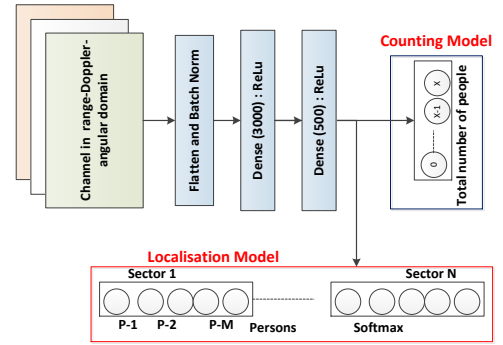 Channel in range-Doppler-
angular domain
Flatten and Batch Norm
Dense (3000) : ReLu
Dense (500) : ReLu
Counting Model
X
X-1
0
Total number of people
Localisation Model
Sector 1
Sector N
P-1
P-2
P-M
Persons
Softmax